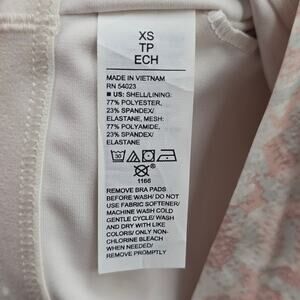 XS
TP
ECH
MADE IN VIETNAM
RN 54023
■ US: SHELL/LINING:
77% POLYESTER,
23% SPANDEX/
ELASTANE, MESH:
77% POLYAMIDE,
23% SPANDEX/
ELASTANE
30
1166
REMOVE BRA PADS
BEFORE WASH/ DO NOT
USE FABRIC SOFTENER/
MACHINE WASH COLD
GENTLE CYCLE/ WASH
AND DRY WITH LIKE
COLORS/ ONLY NON-
CHLORINE BLEACH
WHEN NEEDED/
REMOVE PROMPTLY